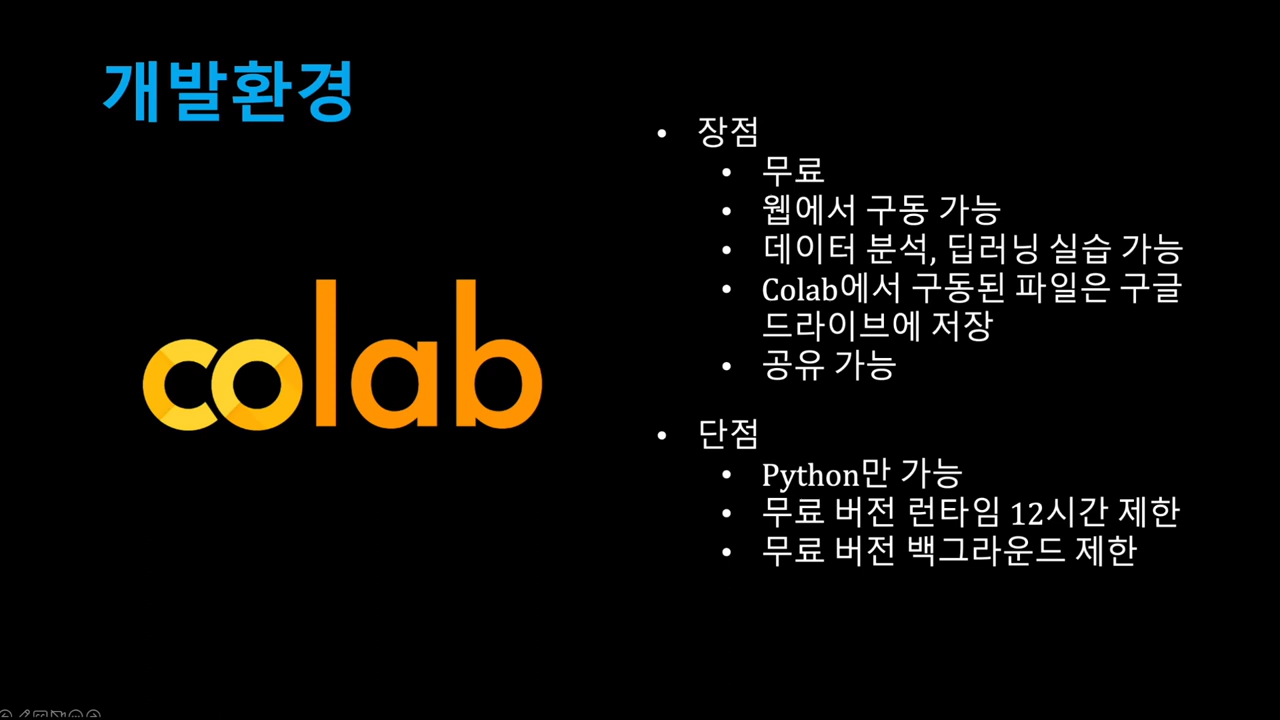 개발환경
colab
• 장점
• 무료
• 웹에서 구동 가능
• 데이터 분석, 딥러닝 실습 가능
• Colab에서 구동된 파일은 구글
드라이브에 저장
• 공유 가능
• 단점
• Python만 가능
• 무료 버전 런타임 12시간 제한
• 무료 버전 백그라운드 제한